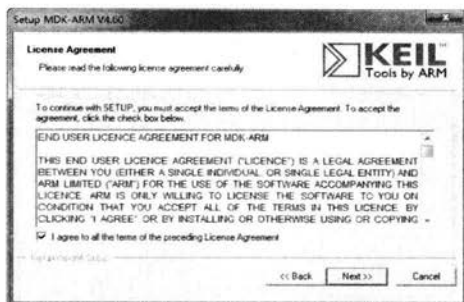 Setup MDK-ARM V4.60
License Agreement
Please read the following license agreement carefully.
KEIL™
Tools by ARM
To continue with SETUP, you must accept the terms of the License Agreement. To accept the
agreement, click the check box below.
END USER LICENCE AGREEMENT FOR MDK-ARM
THIS END USER LICENCE AGREEMENT ("LICENCE") IS A LEGAL AGREEMENT
BETWEEN YOU (EITHER A SINGLE INDIVIDUAL, OR SINGLE LEGAL ENTITY) AND
ARM LIMITED ("ARM") FOR THE USE OF THE SOFTWARE ACCOMPANYING THIS
LICENCE. ARM IS ONLY WILLING TO LICENSE THE SOFTWARE TO YOU ON
CONDITION THAT YOU ACCEPT ALL OF THE TERMS IN THIS LICENCE. BY
CLICKING "I AGREE" OR BY INSTALLING OR OTHERWISE USING OR COPYING
I agree to all the terms of the preceding License Agreement
<< Back
Next >>
Cancel